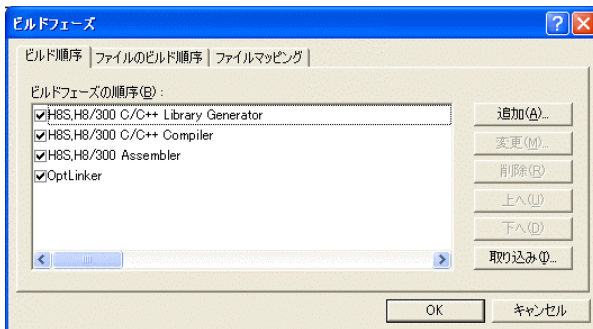 ビルドフェーズ
ビルド順序 ファイルのビルド順序 ファイルマッピング
ビルドフェーズの順序(B) :
H8S,H8/300 C/C++ Library Generator
H8S,H8/300 C/C++ Compiler
H8S,H8/300 Assembler
OptLinker
追加(A)...
変更(M)...
削除(R)
上へ(U)
下へ(D)
取り込み(I)...
OK キャンセル